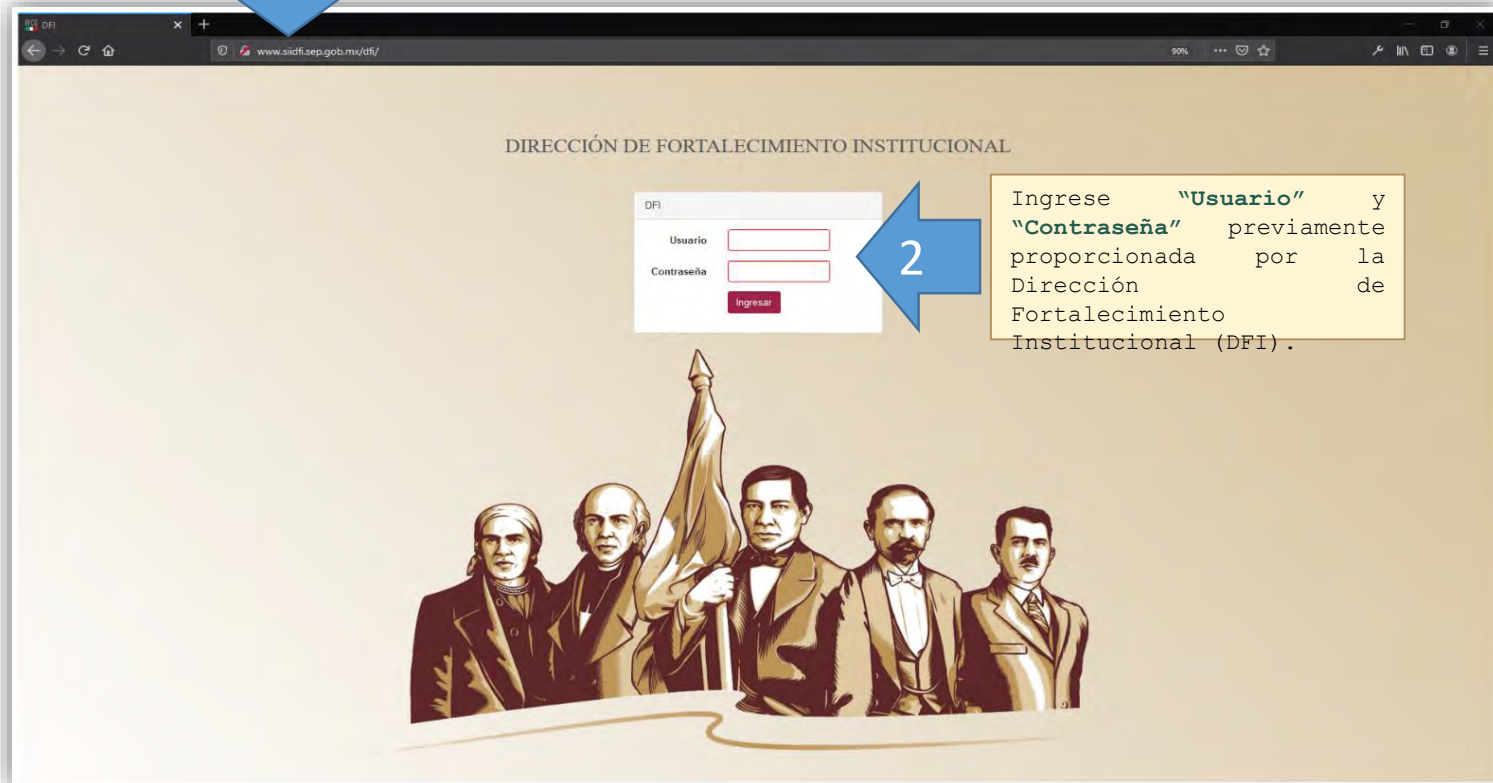 DFI
www.siidfi.sep.gob.mx/dfi/
90%
DIRECCIÓN DE FORTALECIMIENTO INSTITUCIONAL
DFI
Usuario
Contraseña
Ingresar
2
Ingrese “Usuario” y
“Contraseña” previamente
proporcionada por la
Dirección de
Fortalecimiento
Institucional (DFI).